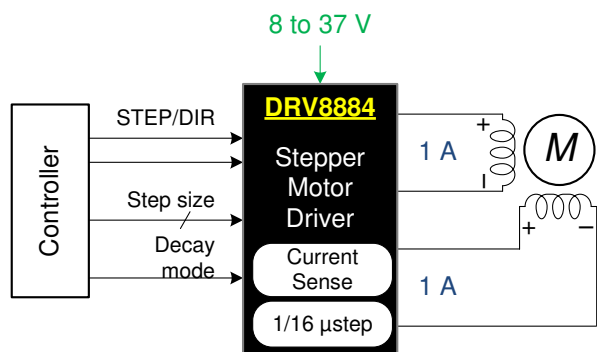 8 to 37 V
DRV8884
STEP/DIR
Controller
Stepper
Motor
Driver
1 A
+
–
M
Step size
Decay
mode
Current
Sense
1/16 µstep
+
–
1 A